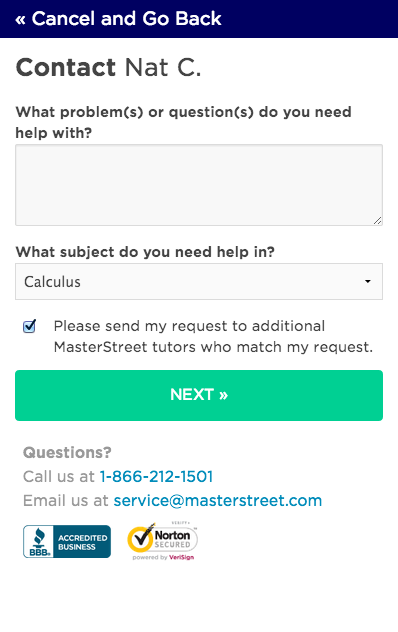 « Cancel and Go Back
Contact Nat C.
What problem(s) or question(s) do you need
help with?
What subject do you need help in?
Calculus
Please send my request to additional
MasterStreet tutors who match my request.
NEXT »
Questions?
Call us at 1-866-212-1501
Email us at service@masterstreet.com
BBB.
ACCREDITED
BUSINESS
VERIFY
Norton
SECURED
powered by VeriSign